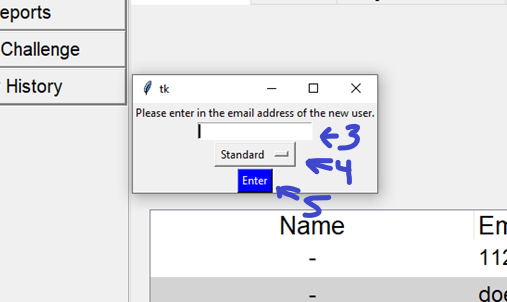 eports
Challenge
History
tk
Please enter in the email address of the new user.
3
Standard
4
Enter
5
Name
Em
-
112
-
doe